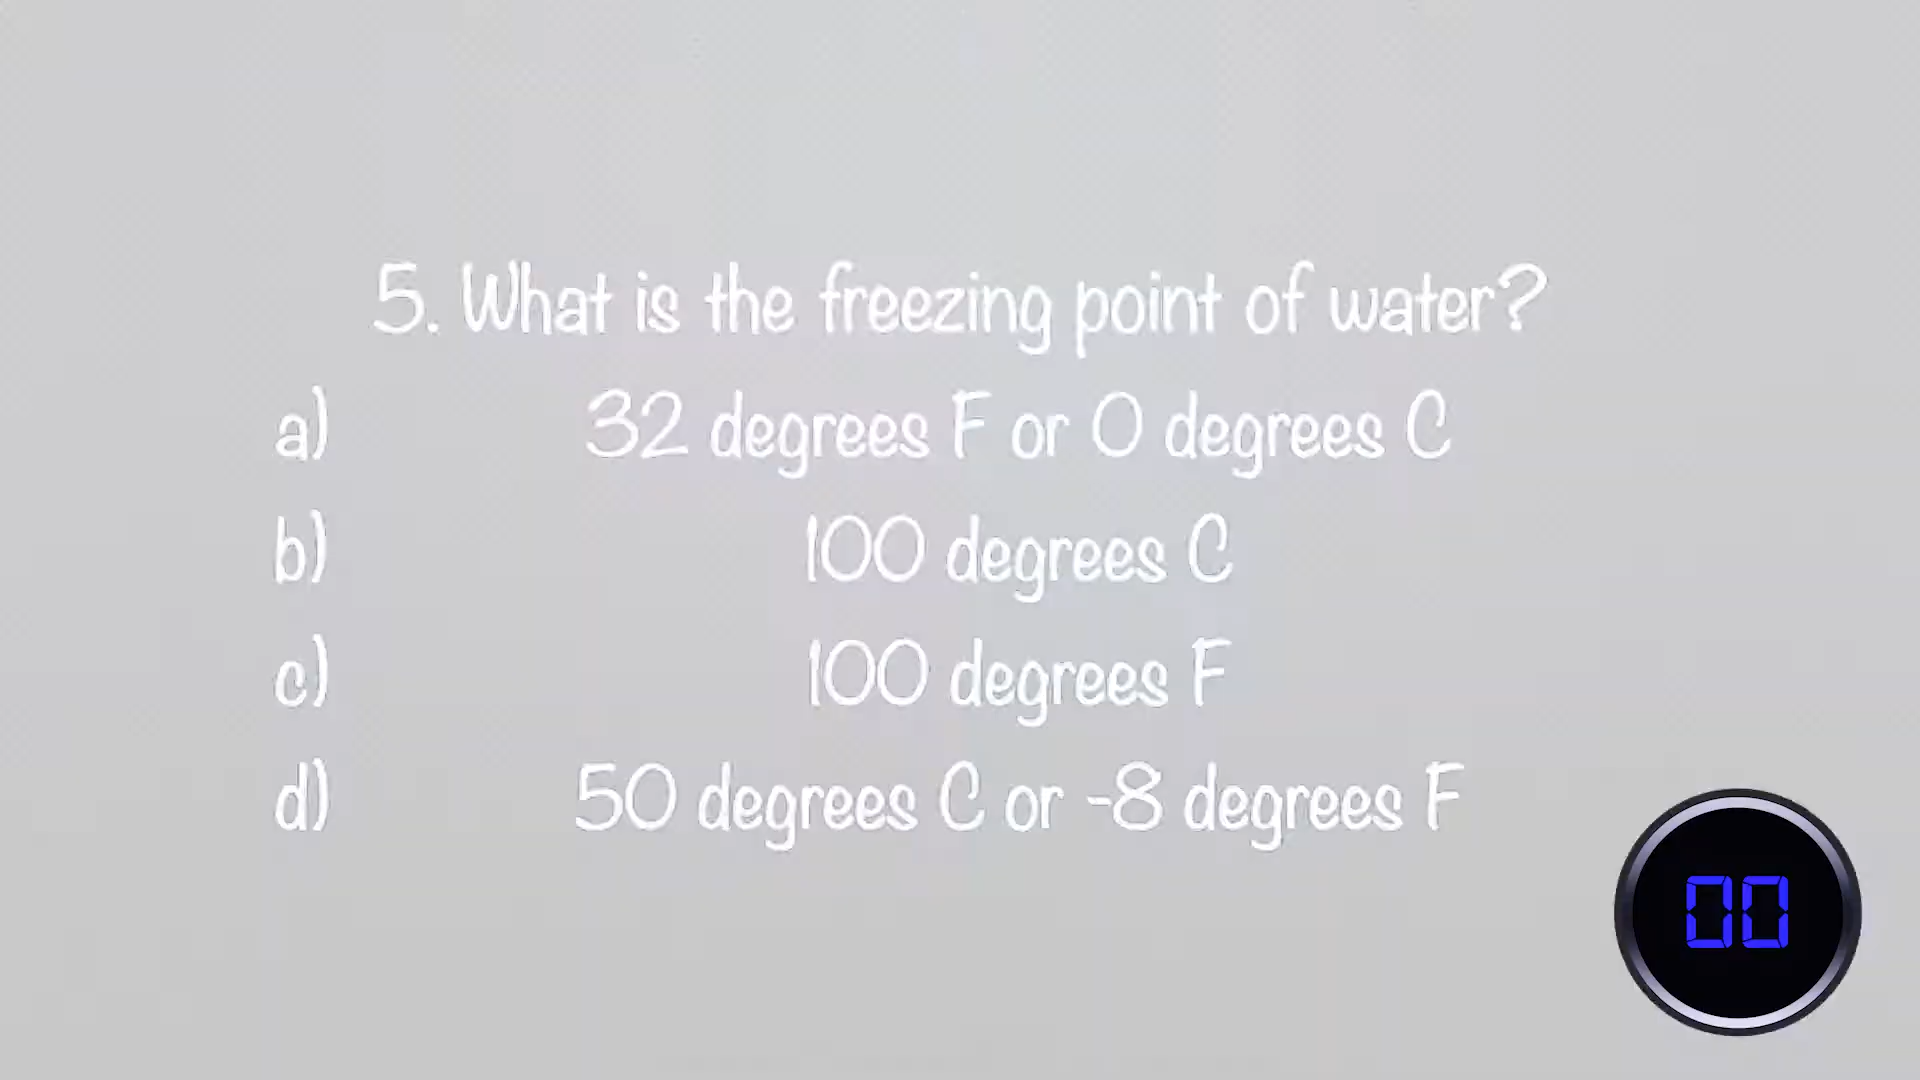 5. What is the freezing point of water?
a) 32 degrees F or 0 degrees C
b) 100 degrees C
c) 100 degrees F
d) 50 degrees C or -8 degrees F
00